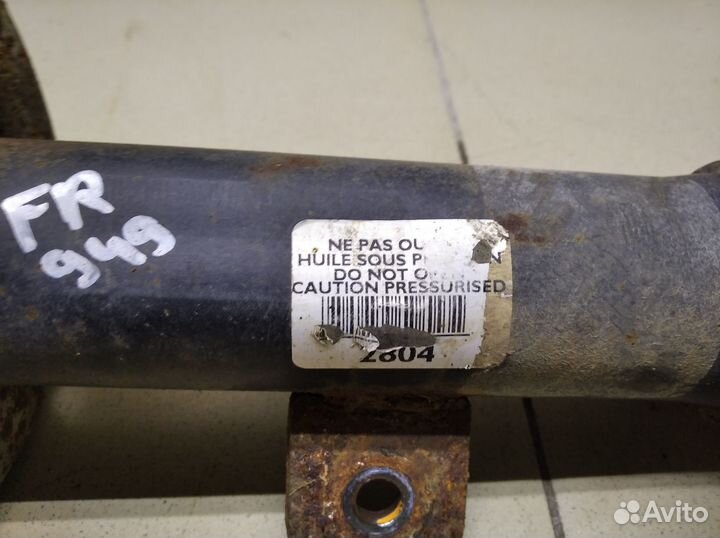 FR
949
NE PAS OU
HUILE SOUS P N
DO NOT O
CAUTION PRESSURISED
2804
Avito